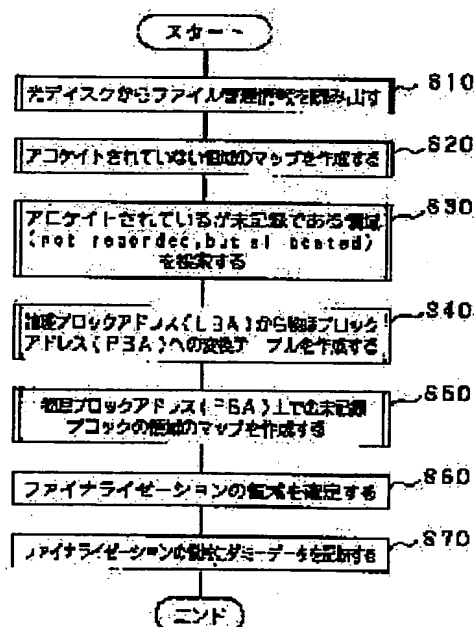 スタート
光ディスクからファイル管理情報を読み出す
S10
アロケイトされていない領域のマップを作成する
S20
アロケイトされているが未記録である領域
(not recorded,but allocated)
を検索する
S30
論理ブロックアドレス(LBA)から物理ブロック
アドレス(PBA)への変換テーブルを作成する
S40
物理ブロックアドレス(PBA)上での未記録
ブロックの領域のマップを作成する
S50
ファイナライゼーションの領域を確定する
S60
ファイナライゼーションの領域にダミーデータを記録する
S70
エンド